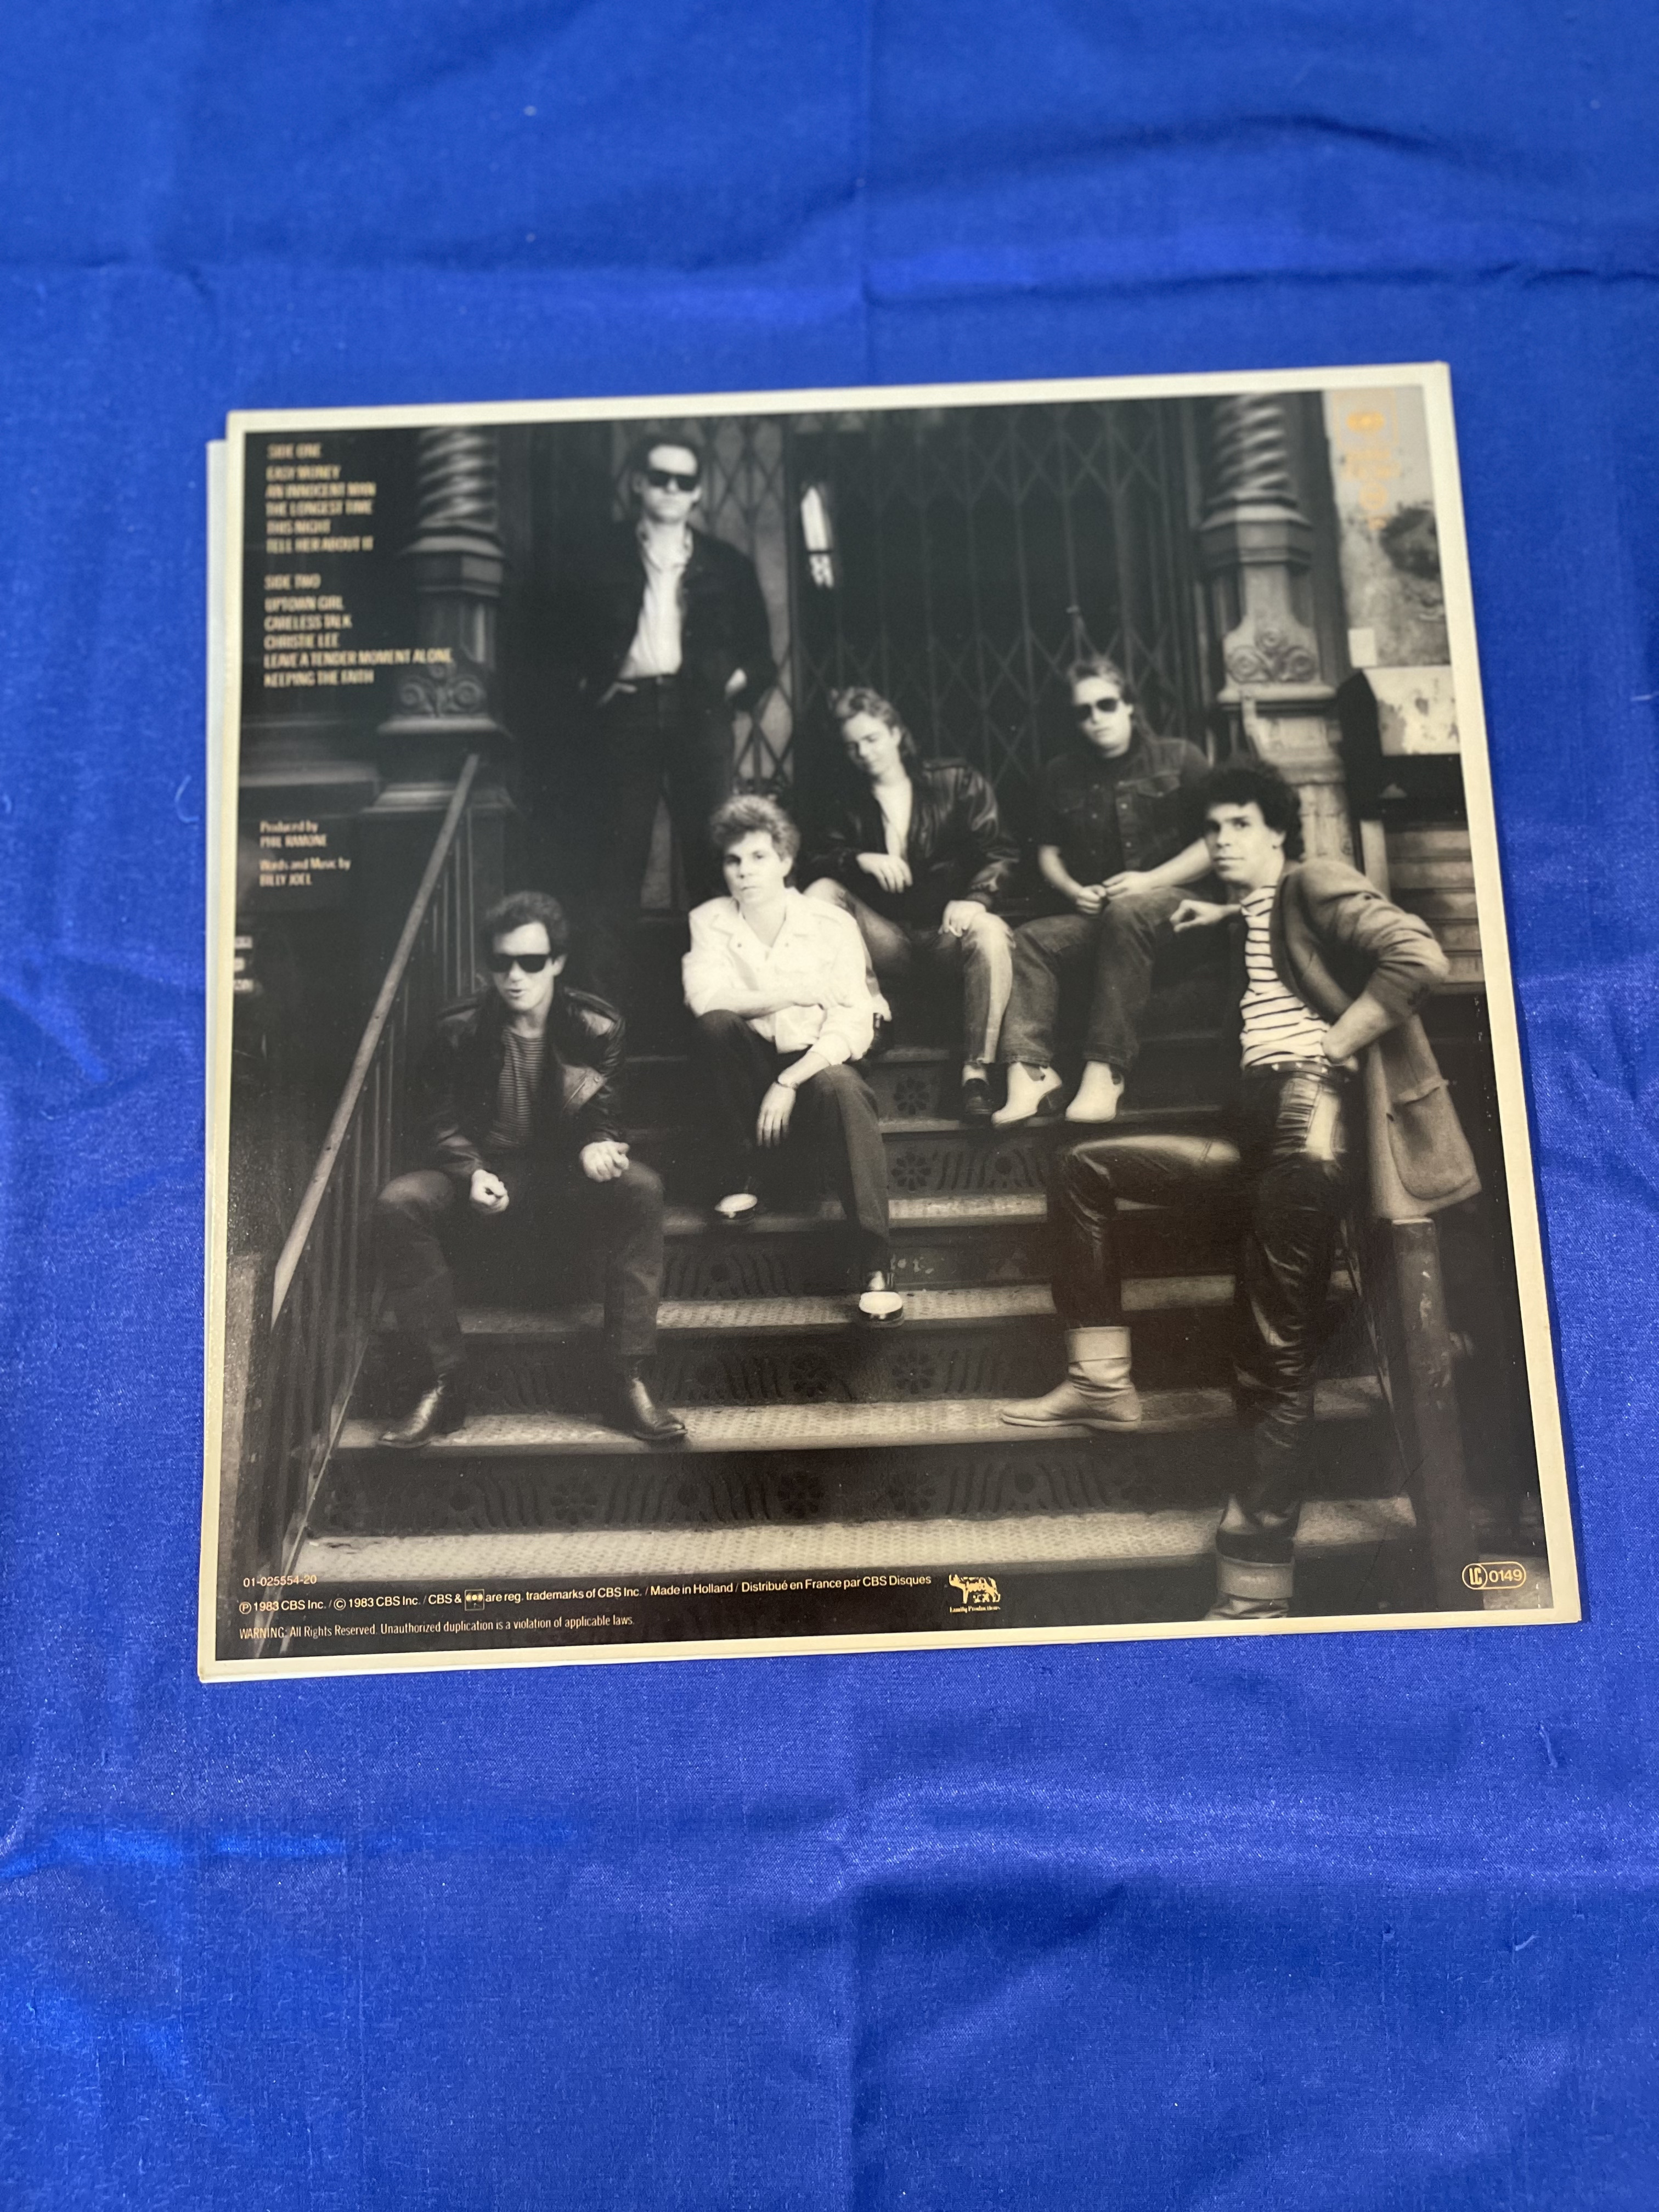 SIDE ONE
EASY MONEY
AN INNOCENT MAN
THE LONGEST TIME
THIS NIGHT
TELL HER ABOUT IT
SIDE TWO
UPTOWN GIRL
CARELESS TALK
CHRISTIE LEE
LEAVE A TENDER MOMENT ALONE
KEEPING THE FAITH
Produced by
PHIL RAMONE
Words and Music by
BILLY JOEL
01-025554-20
Ⓟ 1983 CBS Inc. / © 1983 CBS Inc. / CBS & are reg. trademarks of CBS Inc. / Made in Holland / Distribué en France par CBS Disques
Family Productions
WARNING: All Rights Reserved. Unauthorized duplication is a violation of applicable laws.
LC 0149